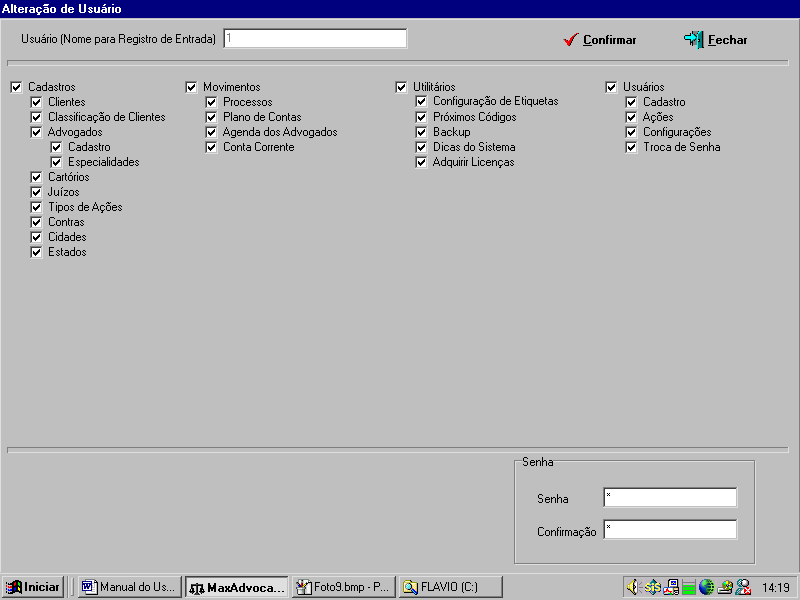 Alteração de Usuário
Usuário (Nome para Registro de Entrada) 1 Confirmar Fechar
Cadastros
Clientes
Classificação de Clientes
Advogados
Cadastro
Especialidades
Cartórios
Juízos
Tipos de Ações
Contras
Cidades
Estados
Movimentos
Processos
Plano de Contas
Agenda dos Advogados
Conta Corrente
Utilitários
Configuração de Etiquetas
Próximos Códigos
Backup
Dicas do Sistema
Adquirir Licenças
Usuários
Cadastro
Ações
Configurações
Troca de Senha
Senha
Senha *
Confirmação *
Iniciar Manual do Us... MaxAdvoca... Foto9.bmp - P... FLAVIO (C:) SiS 14:19